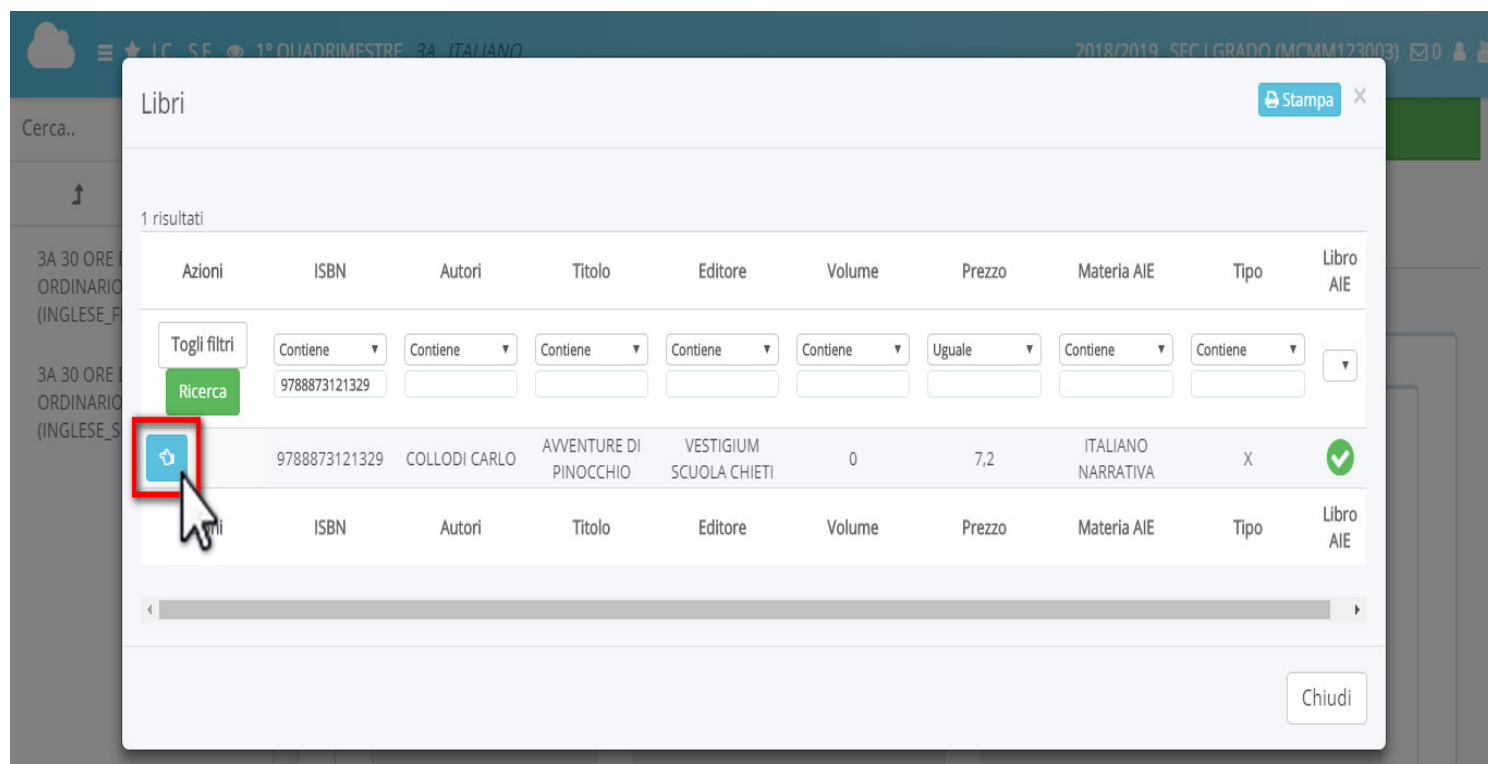 I.C. S.F. 1° QUADRIMESTRE 3A ITALIANO 2018/2019 SEC I GRADO (MCMM123003) 0
Cerca..
3A 30 ORE
ORDINARIO
(INGLESE_F
3A 30 ORE
ORDINARIO
(INGLESE_S
Libri Stampa ×
1 risultati
Azioni ISBN Autori Titolo Editore Volume Prezzo Materia AIE Tipo Libro AIE
Togli filtri Contiene Contiene Contiene Contiene Contiene Uguale Contiene Contiene
Ricerca 9788873121329
9788873121329 COLLODI CARLO AVVENTURE DI PINOCCHIO VESTIGIUM SCUOLA CHIETI 0 7,2 ITALIANO NARRATIVA X
ISBN Autori Titolo Editore Volume Prezzo Materia AIE Tipo Libro AIE
Chiudi